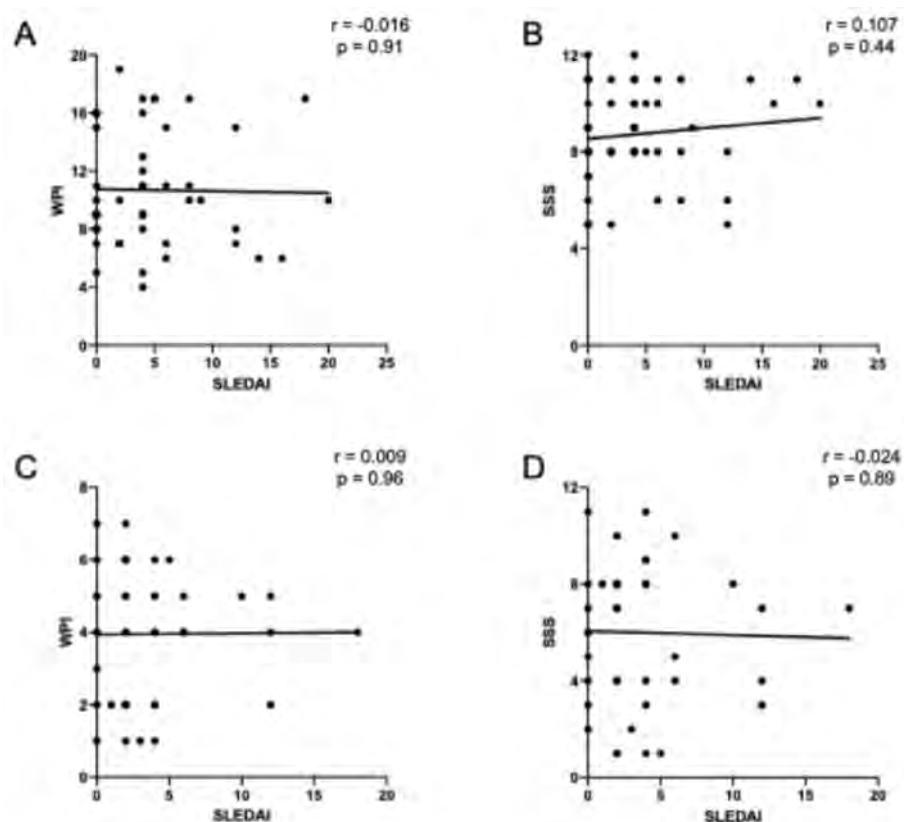 A
r = -0.016
p = 0.91
20
16
12
8
4
0
WPI
0 5 10 15 20 25
SLEDAI
B
r = 0.107
p = 0.44
12
8
4
0
SSS
0 5 10 15 20 25
SLEDAI
C
r = 0.009
p = 0.96
8
6
4
2
0
WPI
0 5 10 15 20
SLEDAI
D
r = -0.024
p = 0.89
12
8
4
0
SSS
0 5 10 15 20
SLEDAI